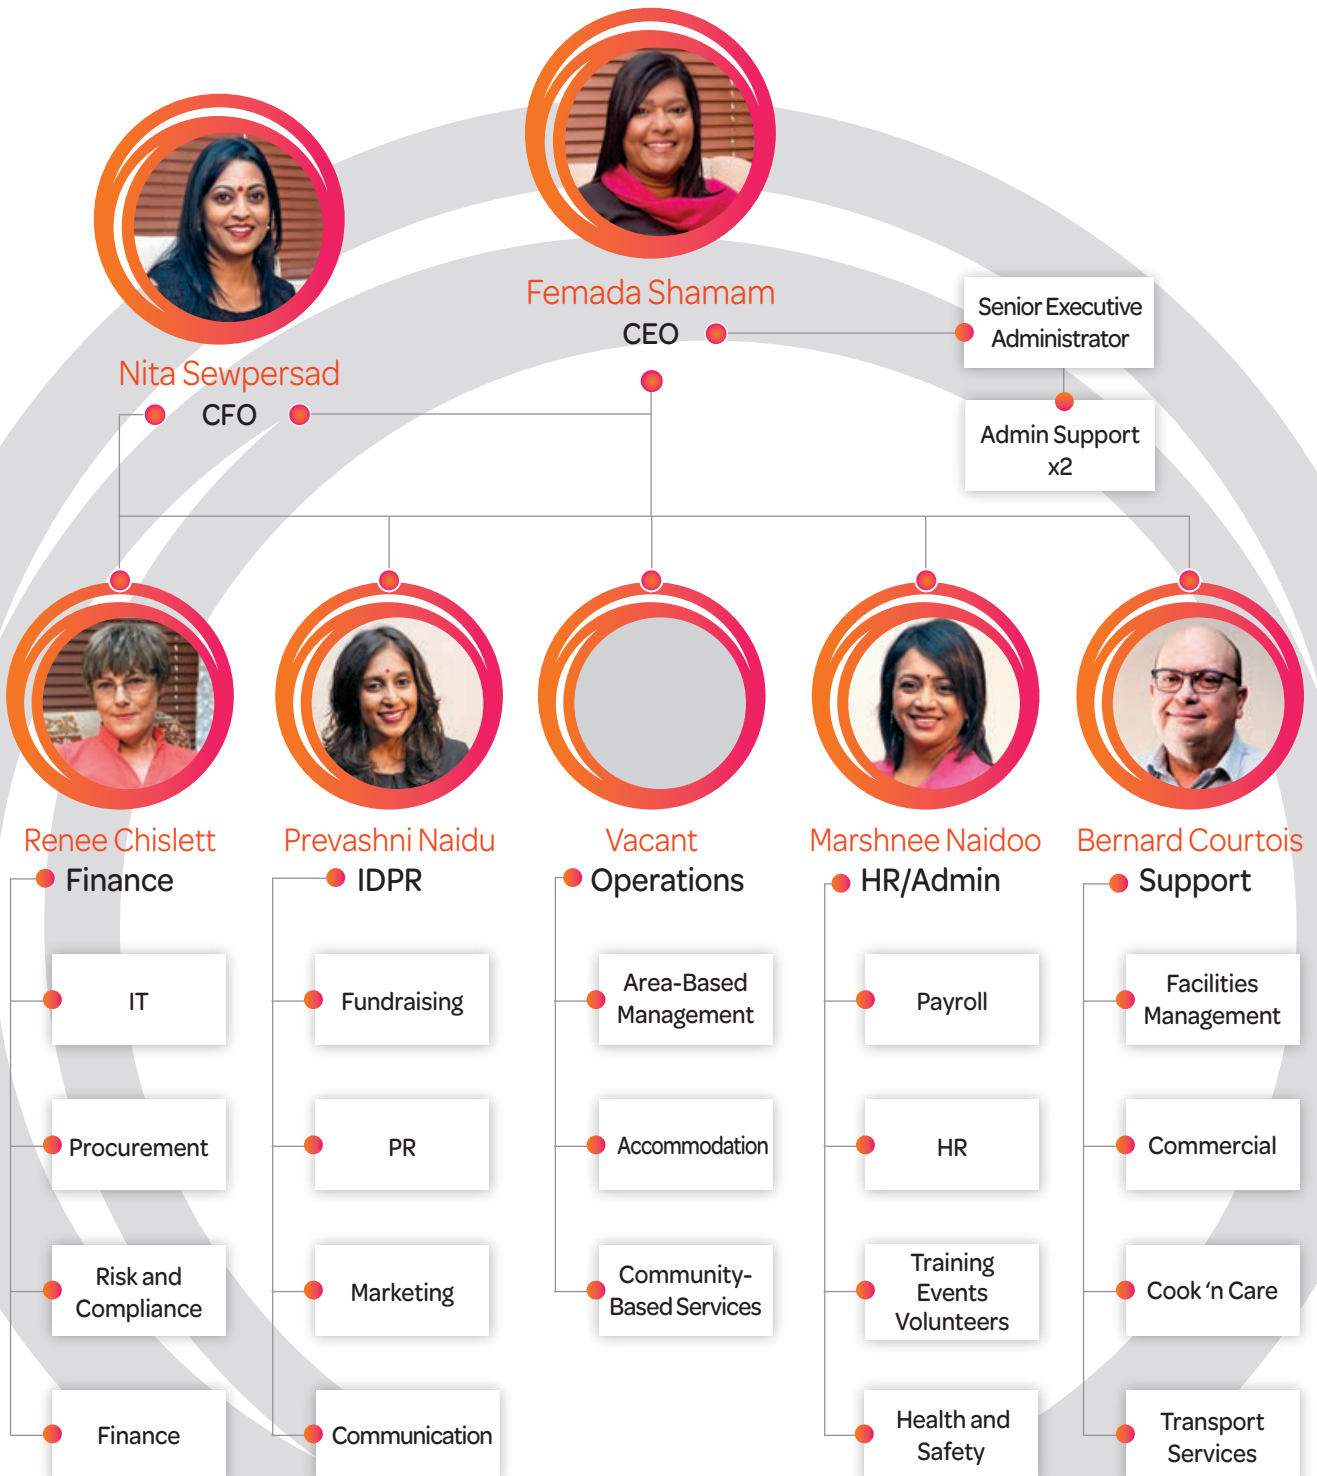 Femada Shamam
CEO
Senior Executive
Administrator
Nita Sewpersad
CFO
Admin Support
x2
Renee Chislett
Finance
Prevashni Naidu
IDPR
Vacant
Operations
Marshnee Naidoo
HR/Admin
Bernard Courtois
Support
IT
Fundraising
Area-Based
Management
Payroll
Facilities
Management
Procurement
PR
Accommodation
HR
Commercial
Risk and
Compliance
Marketing
Community-
Based Services
Training
Events
Volunteers
Cook ‘n Care
Finance
Communication
Health and
Safety
Transport
Services